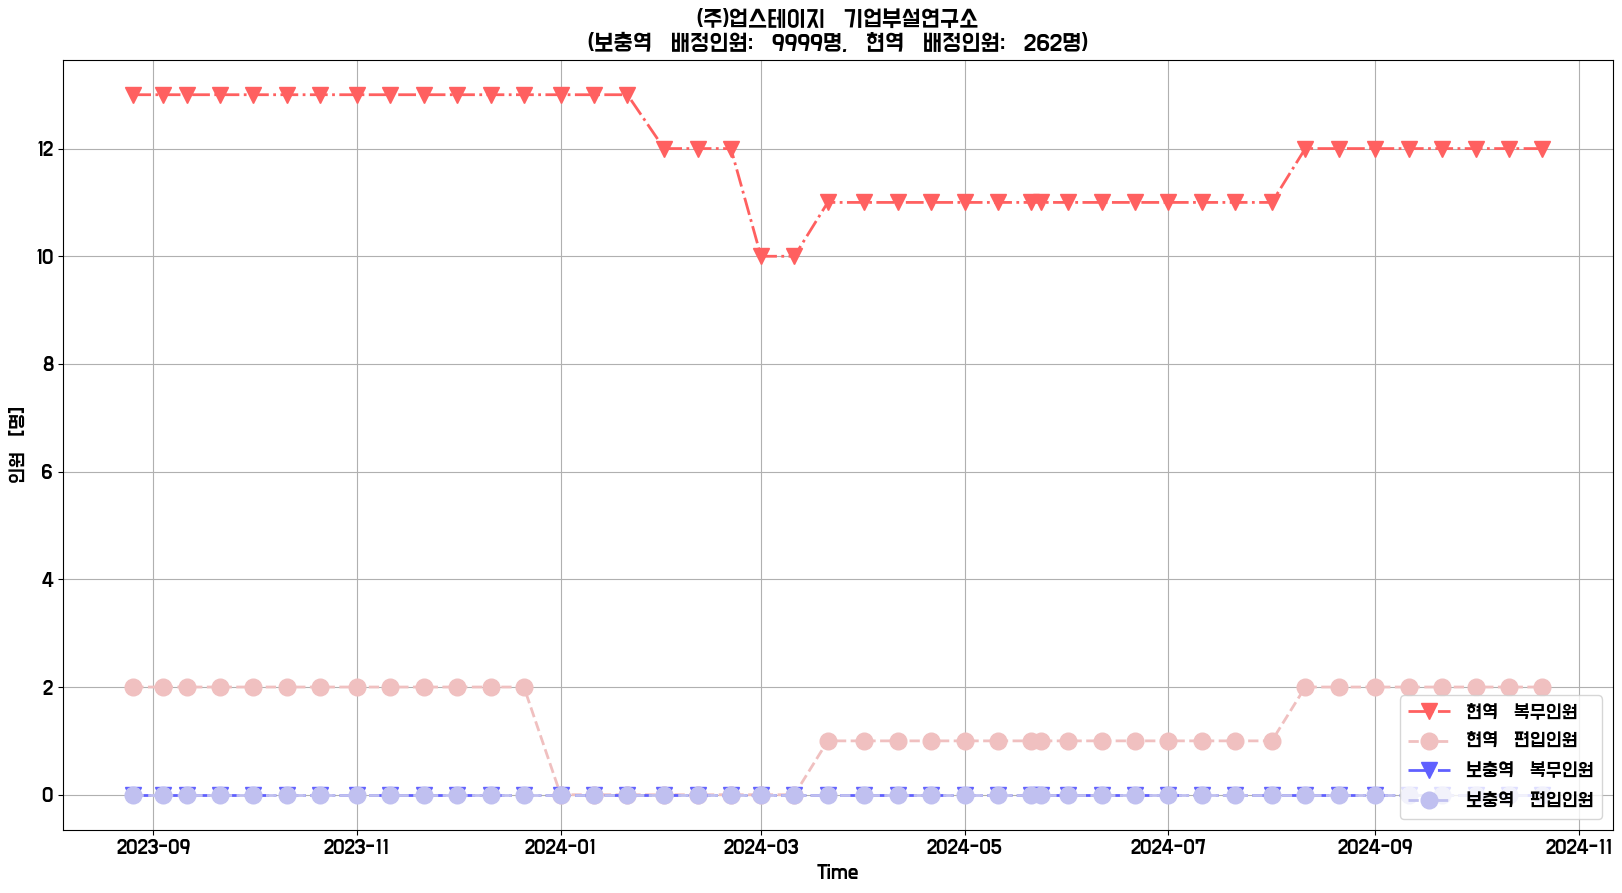 (주)업스테이지 기업부설연구소
(보충역 배정인원: 9999명, 현역 배정인원: 262명)
인원 [명]
12
10
8
6
4
2
0
현역 복무인원
현역 편입인원
보충역 복무인원
보충역 편입인원
2023-09
2023-11
2024-01
2024-03
2024-05
2024-07
2024-09
2024-11
Time